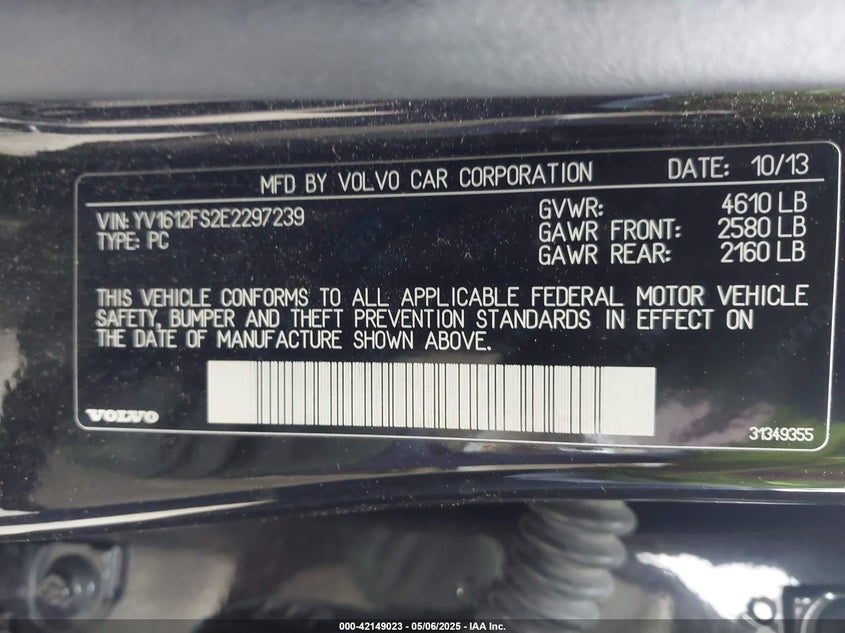 MFD BY VOLVO CAR CORPORATION DATE: 10/13
VIN: YV1612FS2E2297239 GVWR: 4610 LB
TYPE: PC GAWR FRONT: 2580 LB
GAWR REAR: 2160 LB
THIS VEHICLE CONFORMS TO ALL APPLICABLE FEDERAL MOTOR VEHICLE
SAFETY, BUMPER AND THEFT PREVENTION STANDARDS IN EFFECT ON
THE DATE OF MANUFACTURE SHOWN ABOVE.
VOLVO
31349355
000-42149023 - 05/06/2025 - IAA Inc.